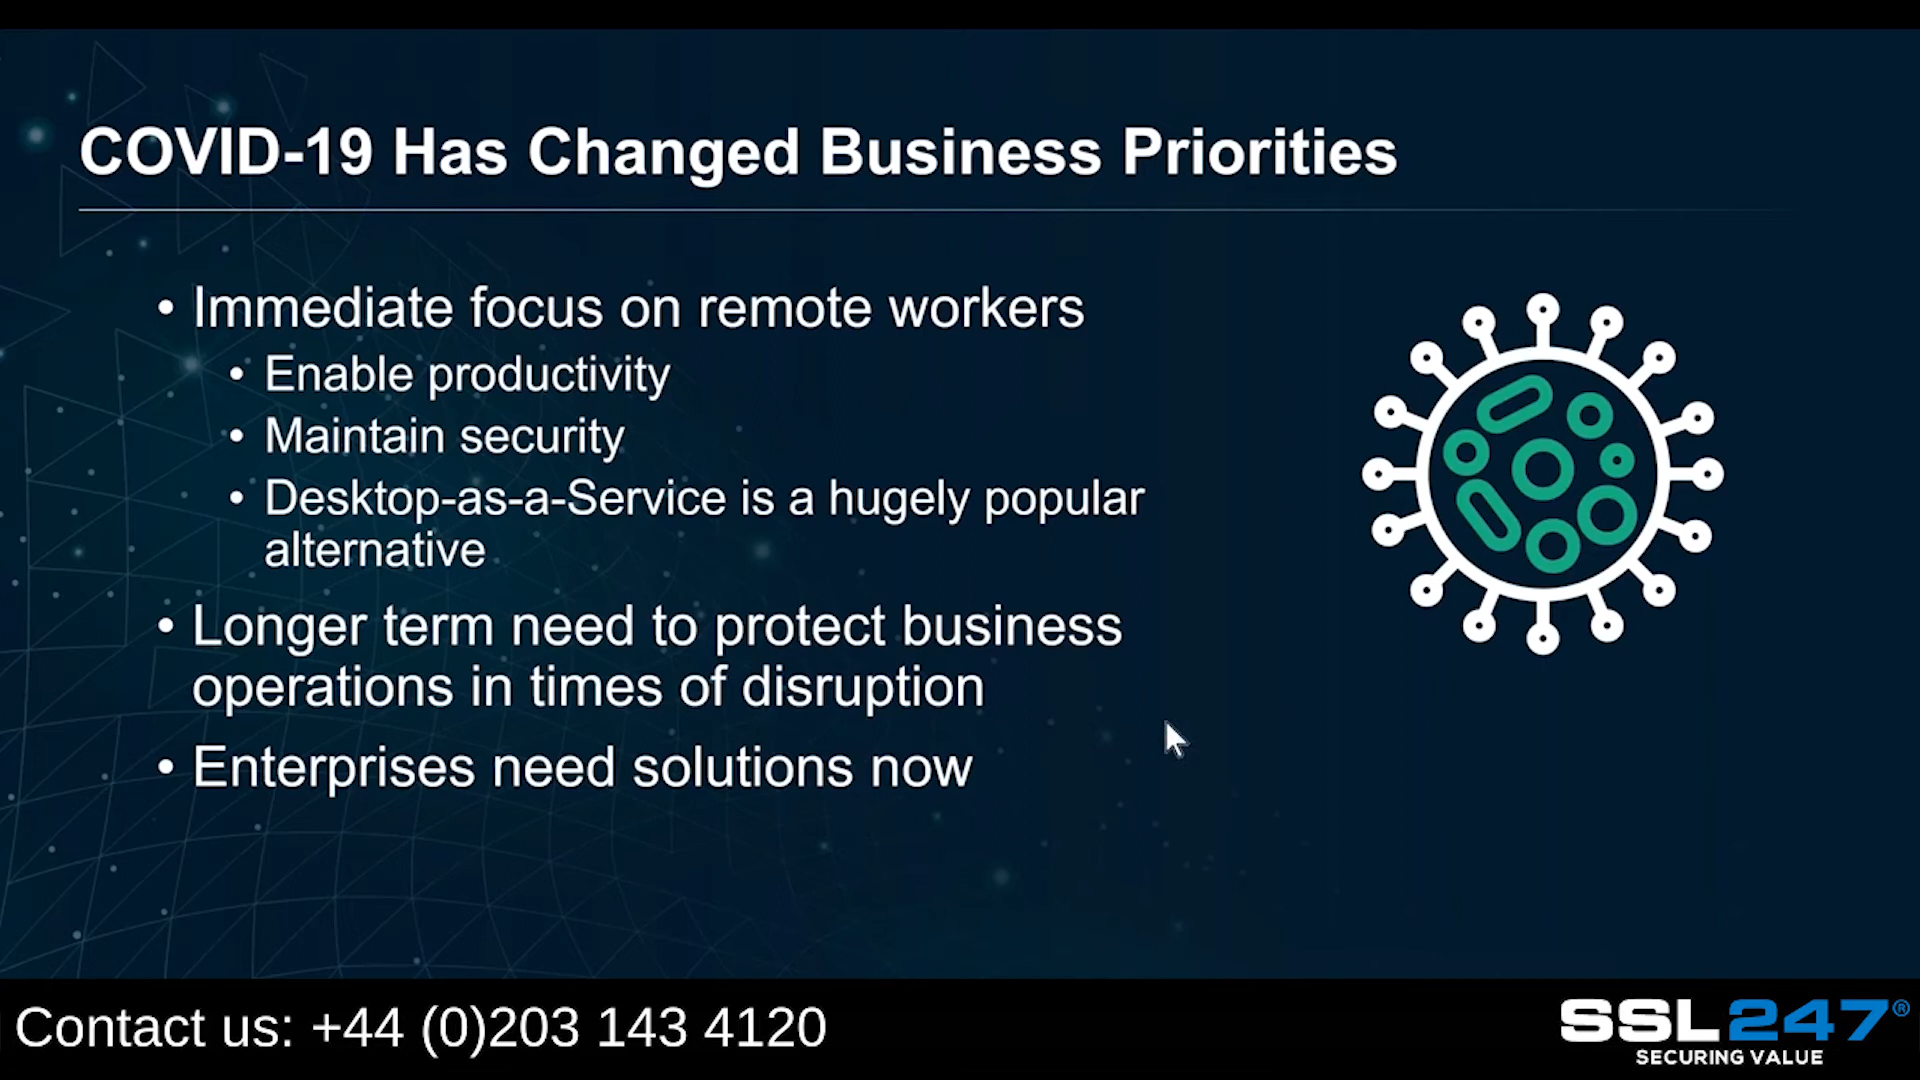 COVID-19 Has Changed Business Priorities
• Immediate focus on remote workers
• Enable productivity
• Maintain security
• Desktop-as-a-Service is a hugely popular
alternative
• Longer term need to protect business
operations in times of disruption
• Enterprises need solutions now
Contact us: +44 (0)203 143 4120
SSL247®
SECURING VALUE